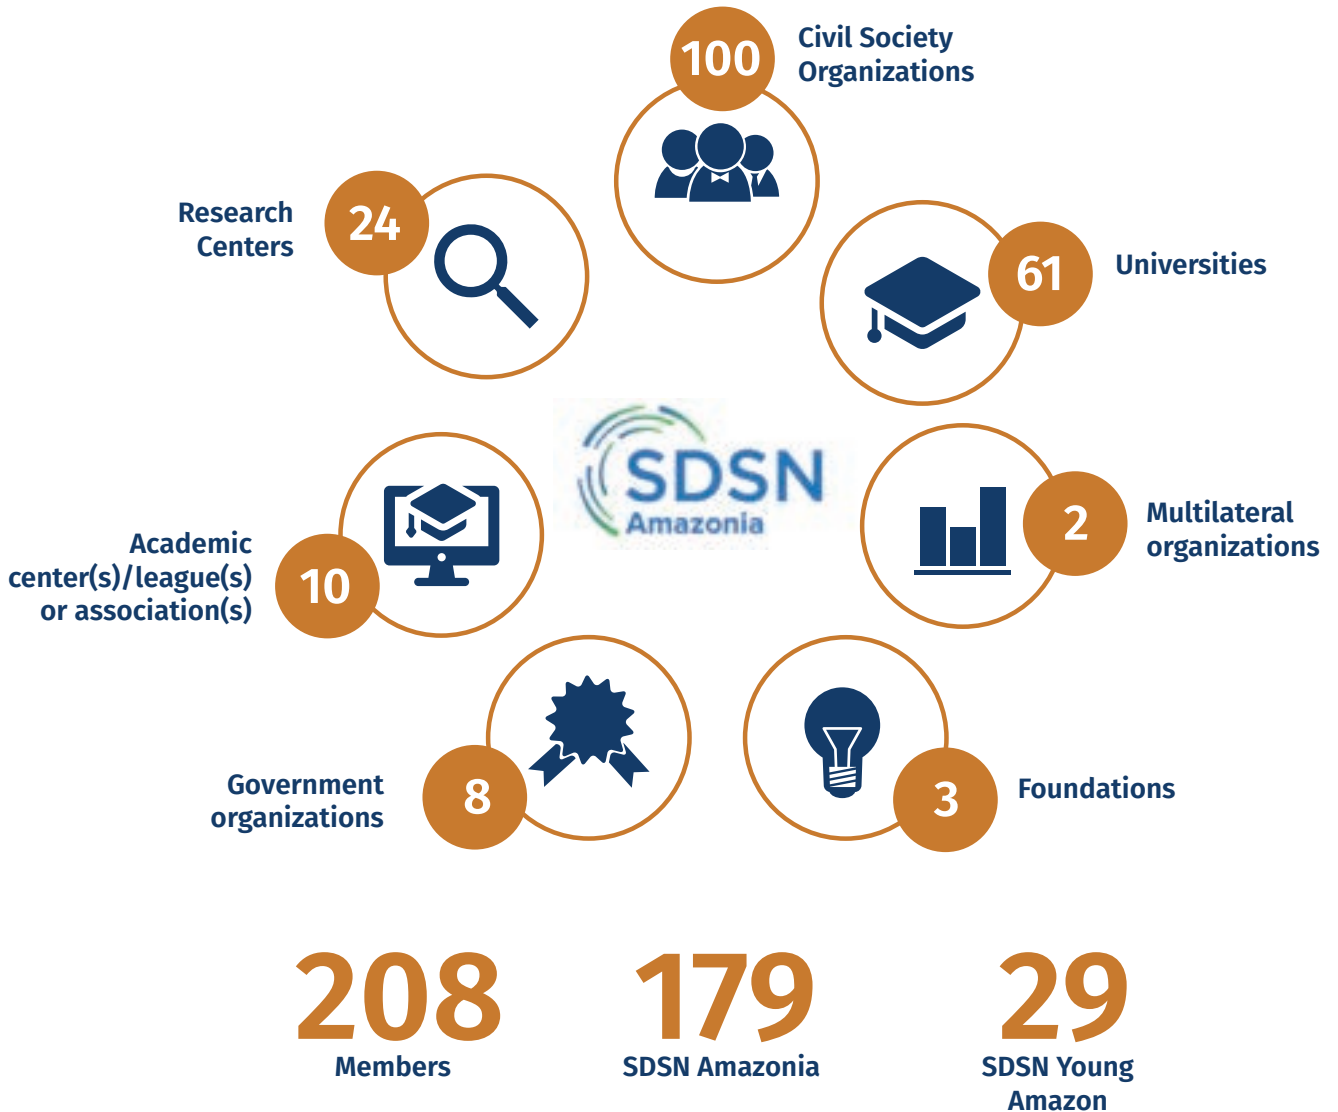 100
Civil Society
Organizations
24
Research
Centers
61
Universities
SDSN
Amazonia
2
Multilateral
organizations
10
Academic
center(s)/league(s)
or association(s)
8
Government
organizations
3
Foundations
208
Members
179
SDSN Amazonia
29
SDSN Young
Amazon